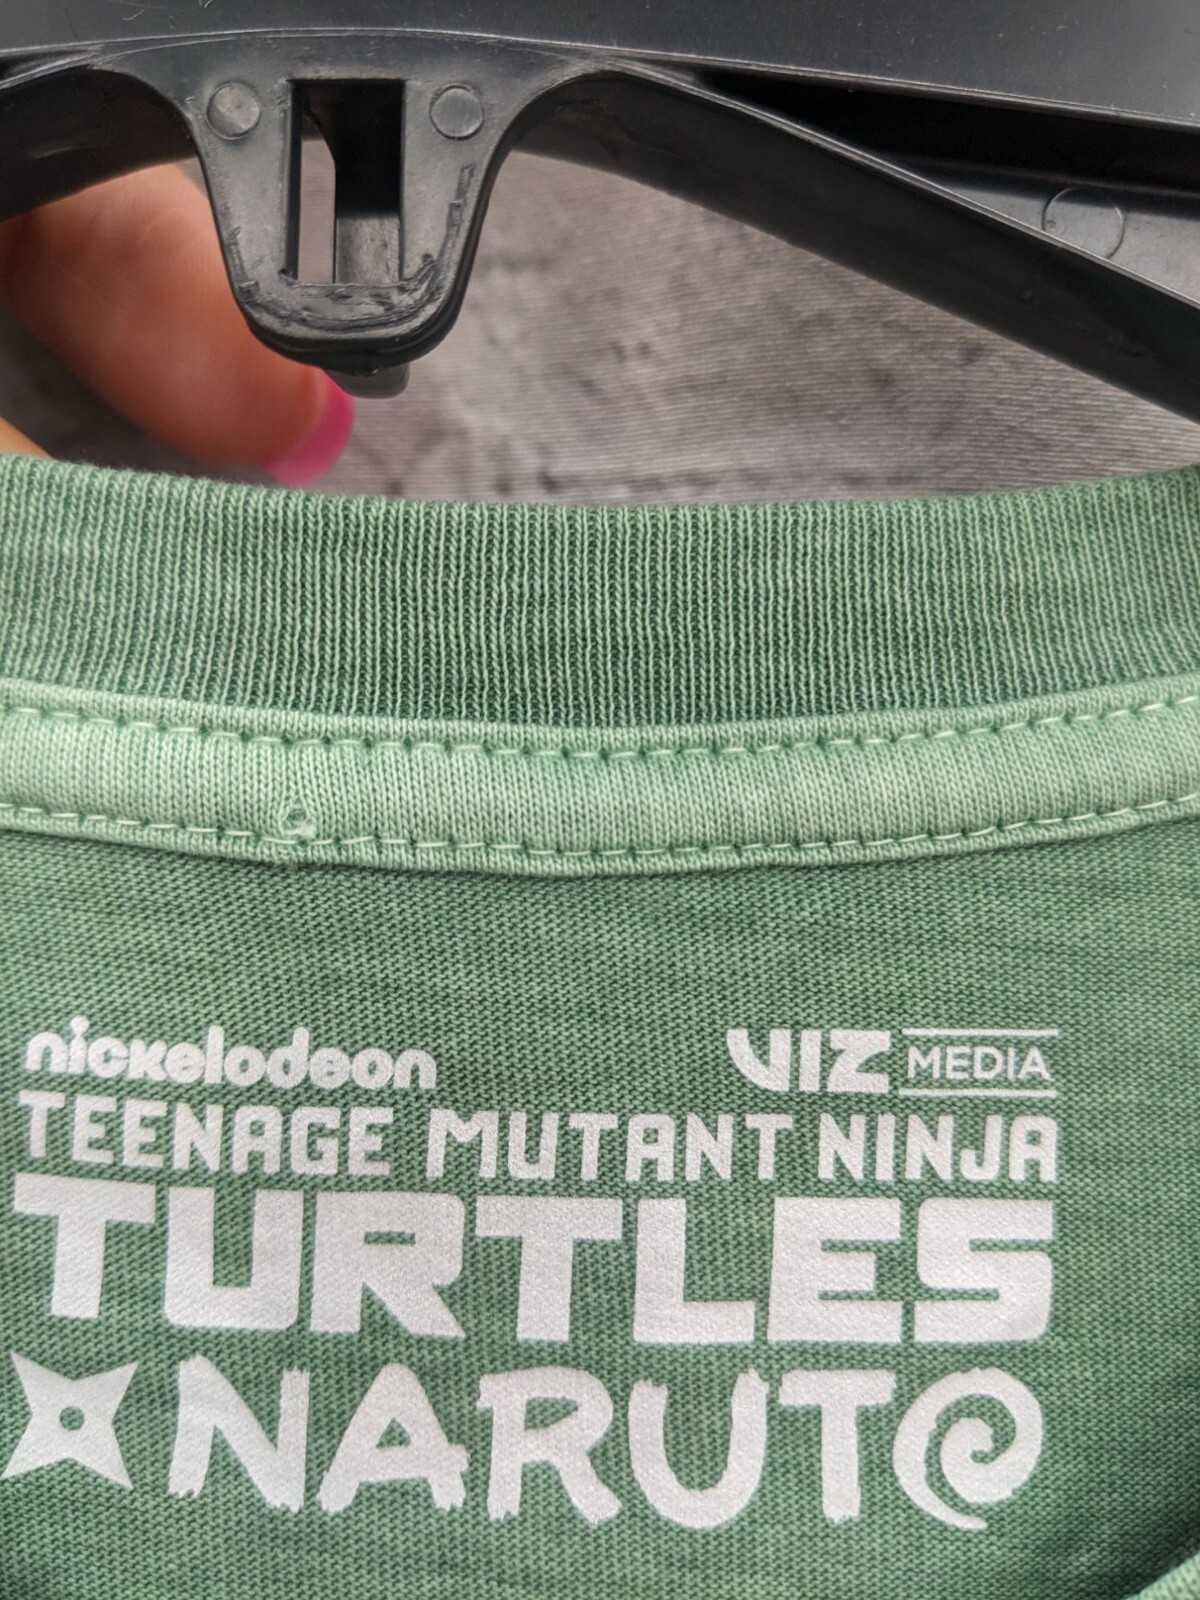 nickelodeon VIZ MEDIA
TEENAGE MUTANT NINJA
TURTLES
NARUTO